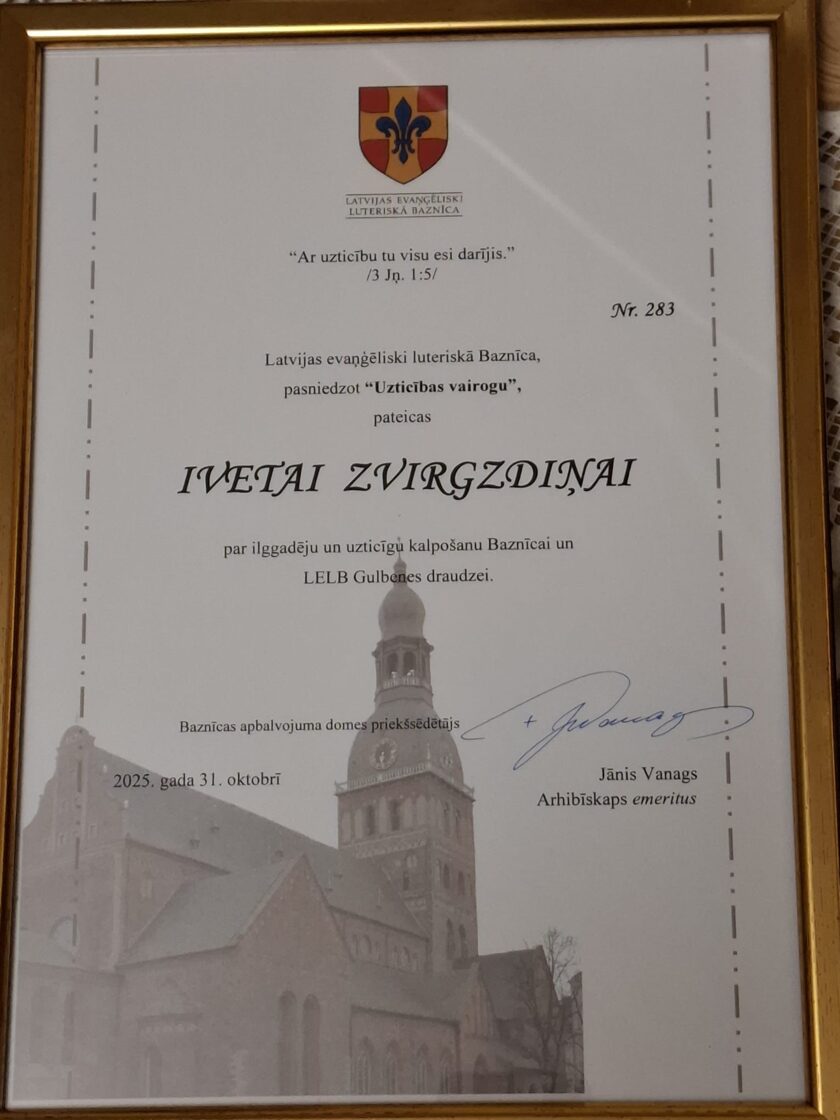 LATVIJAS EVAŅĢĒLISKI
LUTERISKĀ BAZNĪCA
“Ar uzticību tu visu esi darījis.”
/3 Jņ. 1:5/
Nr. 283
Latvijas evaņģēliski luteriskā Baznīca,
pasniedzot “Uzticības vairogu”,
pateicas
IVETAI ZVIRGZDIŅAI
par ilggadēju un uzticīgu kalpošanu Baznīcai un
LELB Gulbenes draudzei.
Baznīcas apbalvojuma domes priekšsēdētājs
+ JVanags
2025. gada 31. oktobrī
Jānis Vanags
Arhibīskaps emeritus